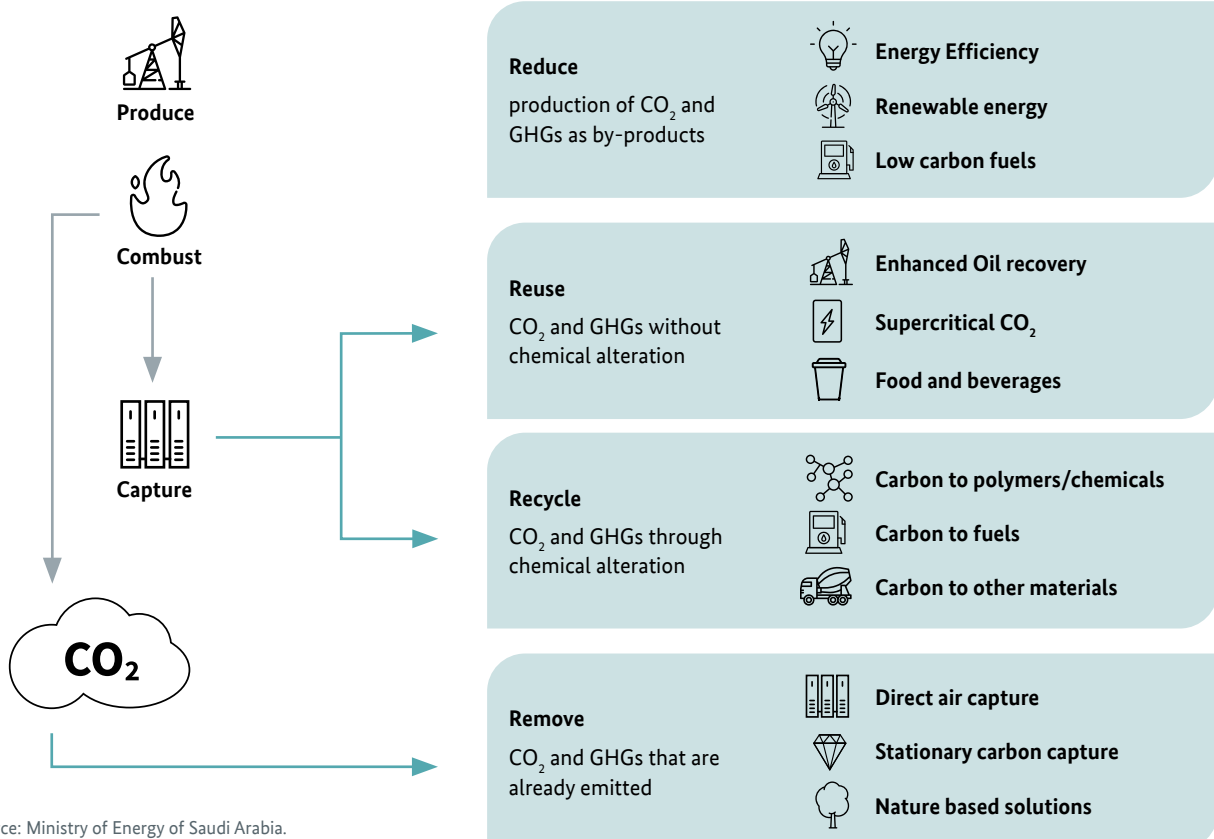 Produce
Combust
Capture
CO₂
Reduce
production of CO₂ and
GHGs as by-products
Energy Efficiency
Renewable energy
Low carbon fuels
Reuse
CO₂ and GHGs without
chemical alteration
Enhanced Oil recovery
Supercritical CO₂
Food and beverages
Recycle
CO₂ and GHGs through
chemical alteration
Carbon to polymers/chemicals
Carbon to fuels
Carbon to other materials
Remove
CO₂ and GHGs that are
already emitted
Direct air capture
Stationary carbon capture
Nature based solutions
ce: Ministry of Energy of Saudi Arabia.